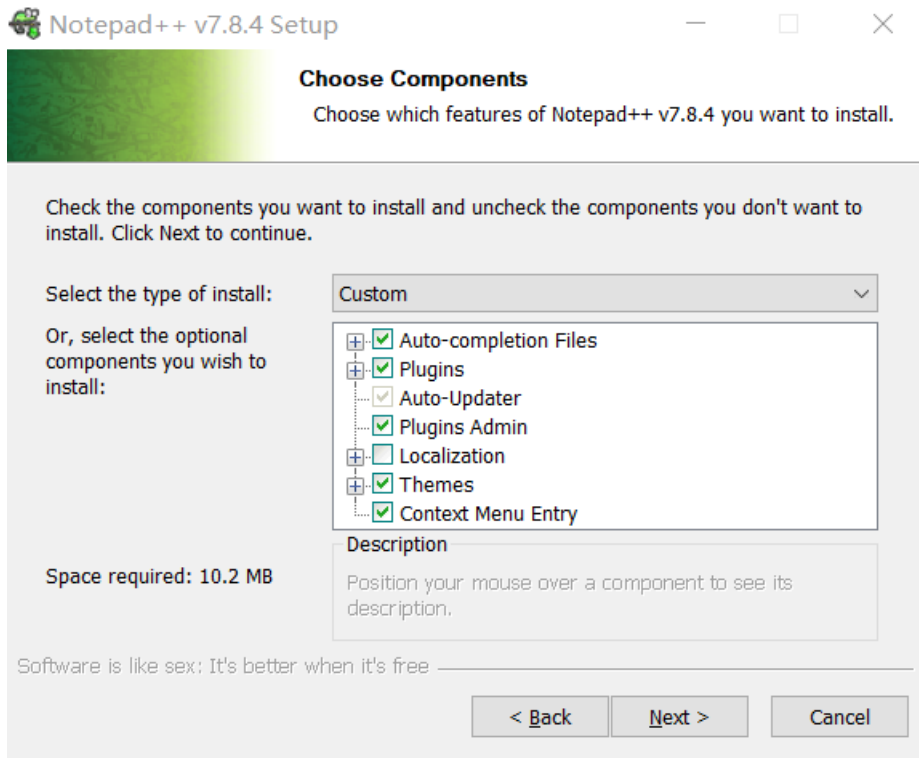 Notepad++ v7.8.4 Setup
Choose Components
Choose which features of Notepad++ v7.8.4 you want to install.
Check the components you want to install and uncheck the components you don't want to
install. Click Next to continue.
Select the type of install:
Custom
Or, select the optional
components you wish to
install:
Auto-completion Files
Plugins
Auto-Updater
Plugins Admin
Localization
Themes
Context Menu Entry
Space required: 10.2 MB
Description
Position your mouse over a component to see its
description.
Software is like sex: It's better when it's free
< Back
Next >
Cancel